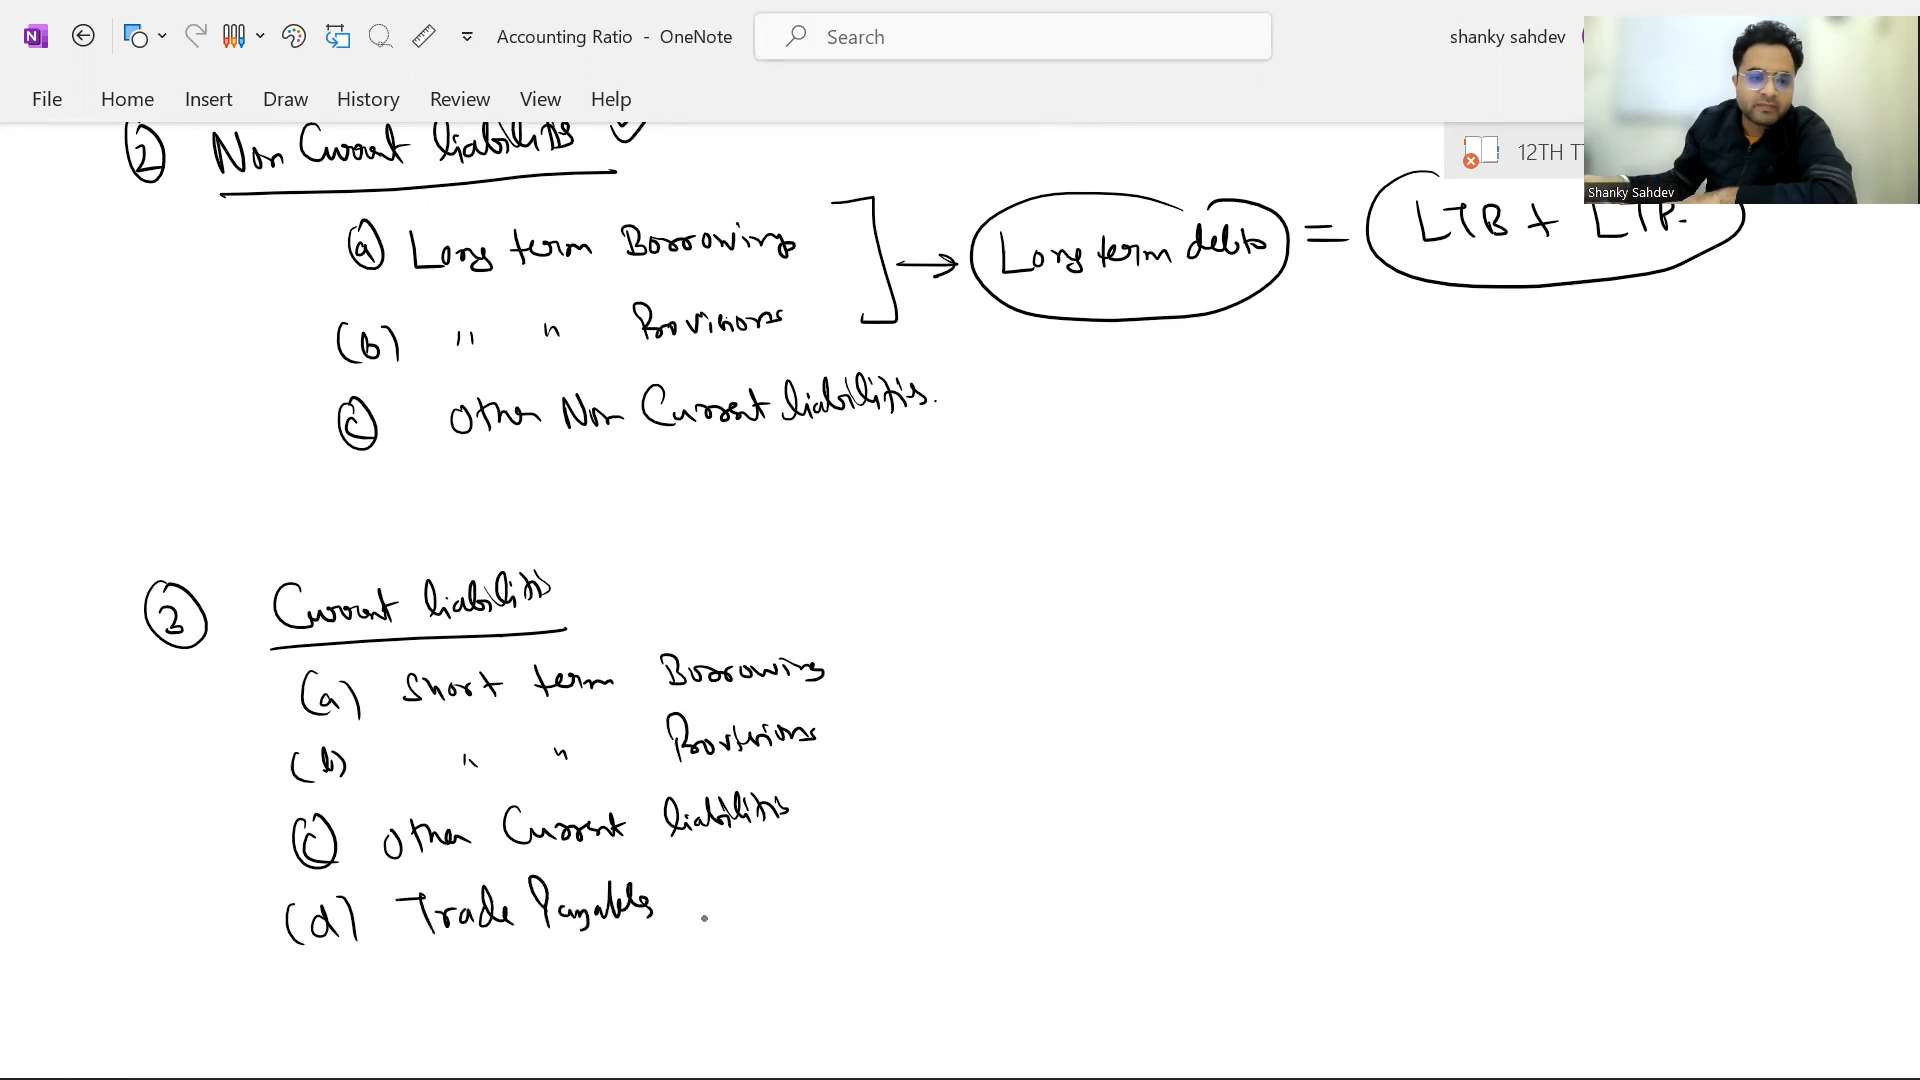 Accounting Ratio - OneNote
Search
shanky sahdev
File Home Insert Draw History Review View Help
12TH T
Shanky Sahdev
② Non Current liabilities ✓
ⓐ Long term Borrowings
Long term debts = LTB + LTP.
(b) " " Provisions
ⓒ Other Non Current liabilities.
③ Current liabilities
(a) Short term Borrowings
(b) " " Provisions
ⓒ Other Current liabilities
(d) Trade Payables